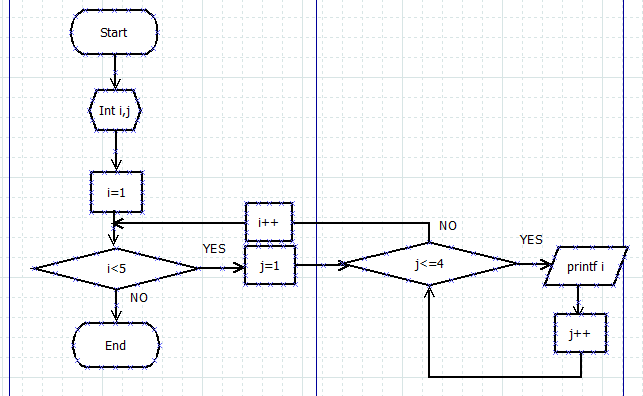 Start
Int i,j
i=1
i++
NO
YES
YES
i<5
j=1
j<=4
printf i
NO
j++
End